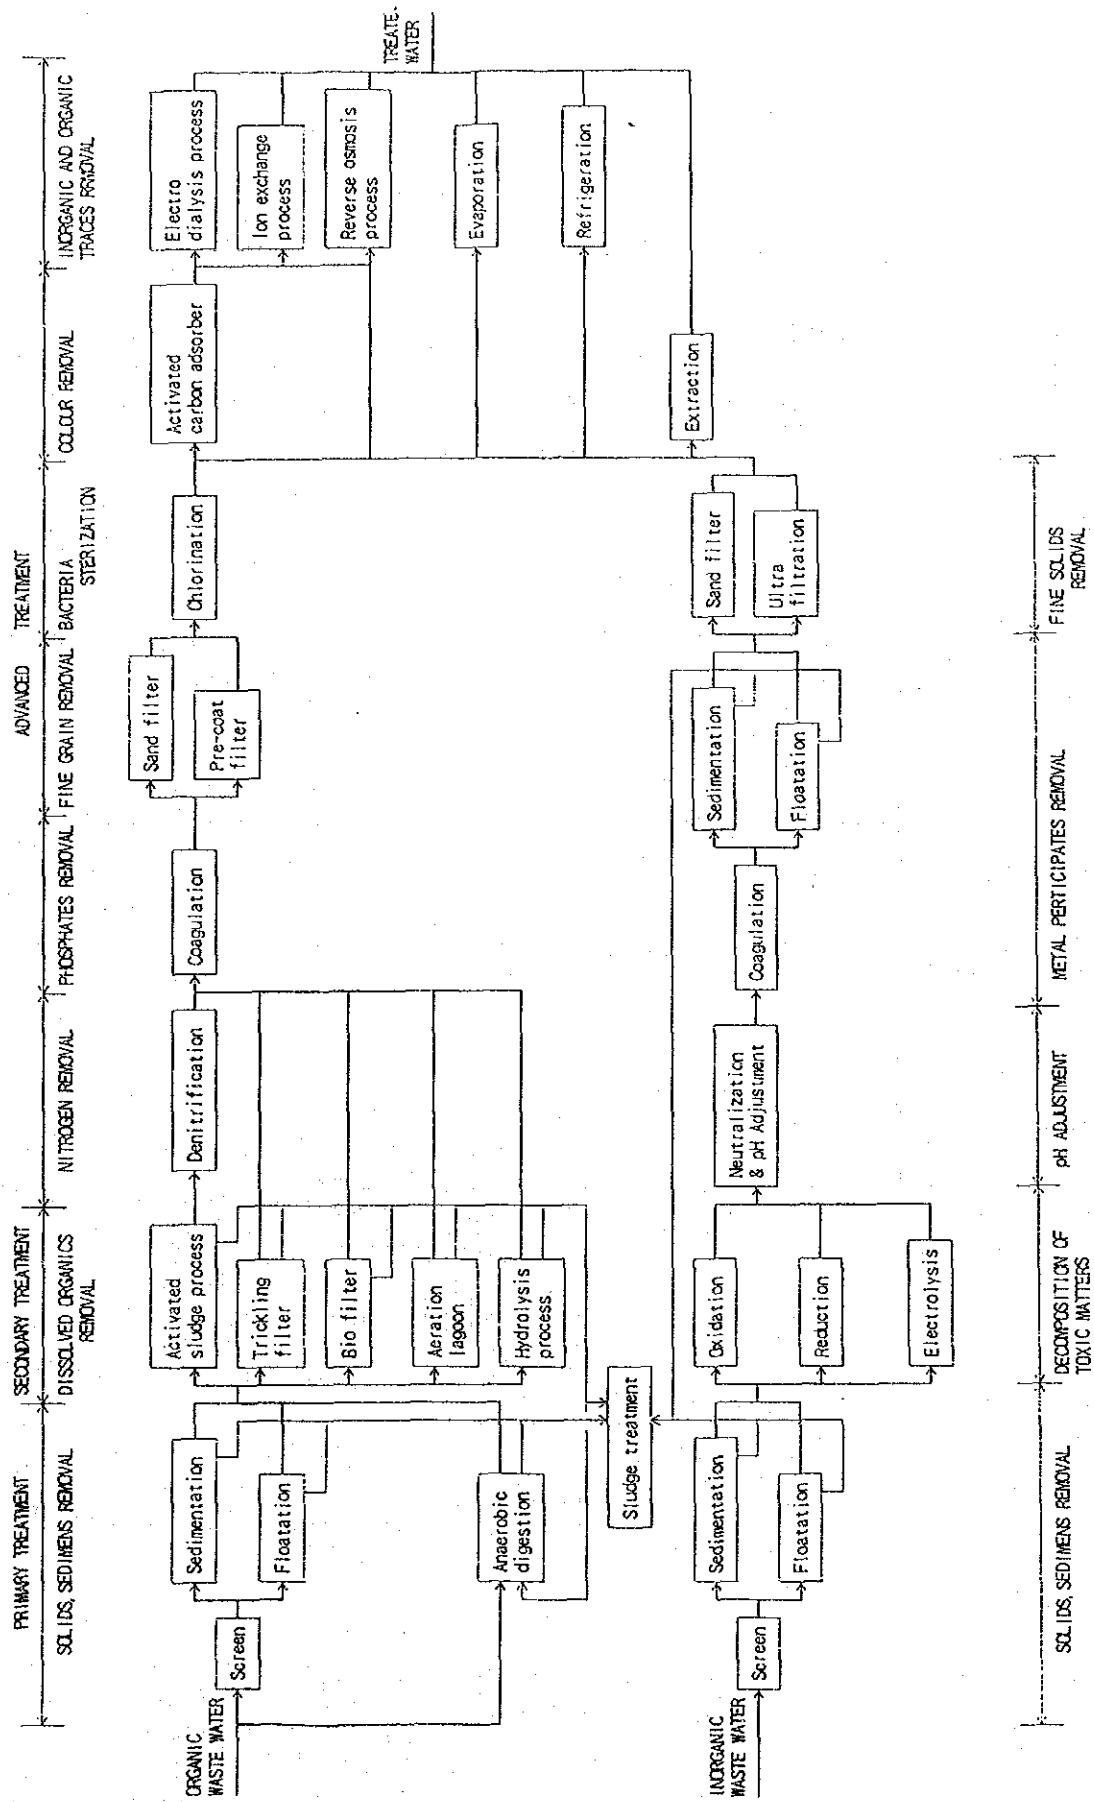 PRIMARY TREATMENT
SECONDARY TREATMENT
ADVANCED TREATMENT
SOLIDS, SEDIMENS REMOVAL
DISSOLVED ORGANICS
REMOVAL
NITROGEN REMOVAL
PHOSPHATES REMOVAL
FINE GRAIN REMOVAL
BACTERIA
STERIZATION
COLOUR REMOVAL
INORGANIC AND ORGANIC
TRACES REMOVAL
ORGANIC
WASTE WATER
Screen
Sedimentation
Floatation
Anaerobic
digestion
Activated
sludge process
Trickling
filter
Bio filter
Aeration
lagoon
Hydrolysis
process
Denitrification
Coagulation
Sand filter
Pre-coat
filter
Chlorination
Activated
carbon adsorber
Electro
dialysis process
Ion exchange
process
Reverse osmosis
process
Evaporation
Refrigeration
TREATE-
WATER
Sludge treatment
Extraction
INORGANIC
WASTE WATER
Screen
Sedimentation
Floatation
Oxidation
Reduction
Electrolysis
Neutralization
& pH Adjustment
Coagulation
Sedimentation
Floatation
Sand filter
Ultra
filtration
SOLIDS, SEDIMENS REMOVAL
DECOMPOSITION OF
TOXIC MATTERS
pH ADJUSTMENT
METAL PERTICIPATES REMOVAL
FINE SOLIDS
REMOVAL